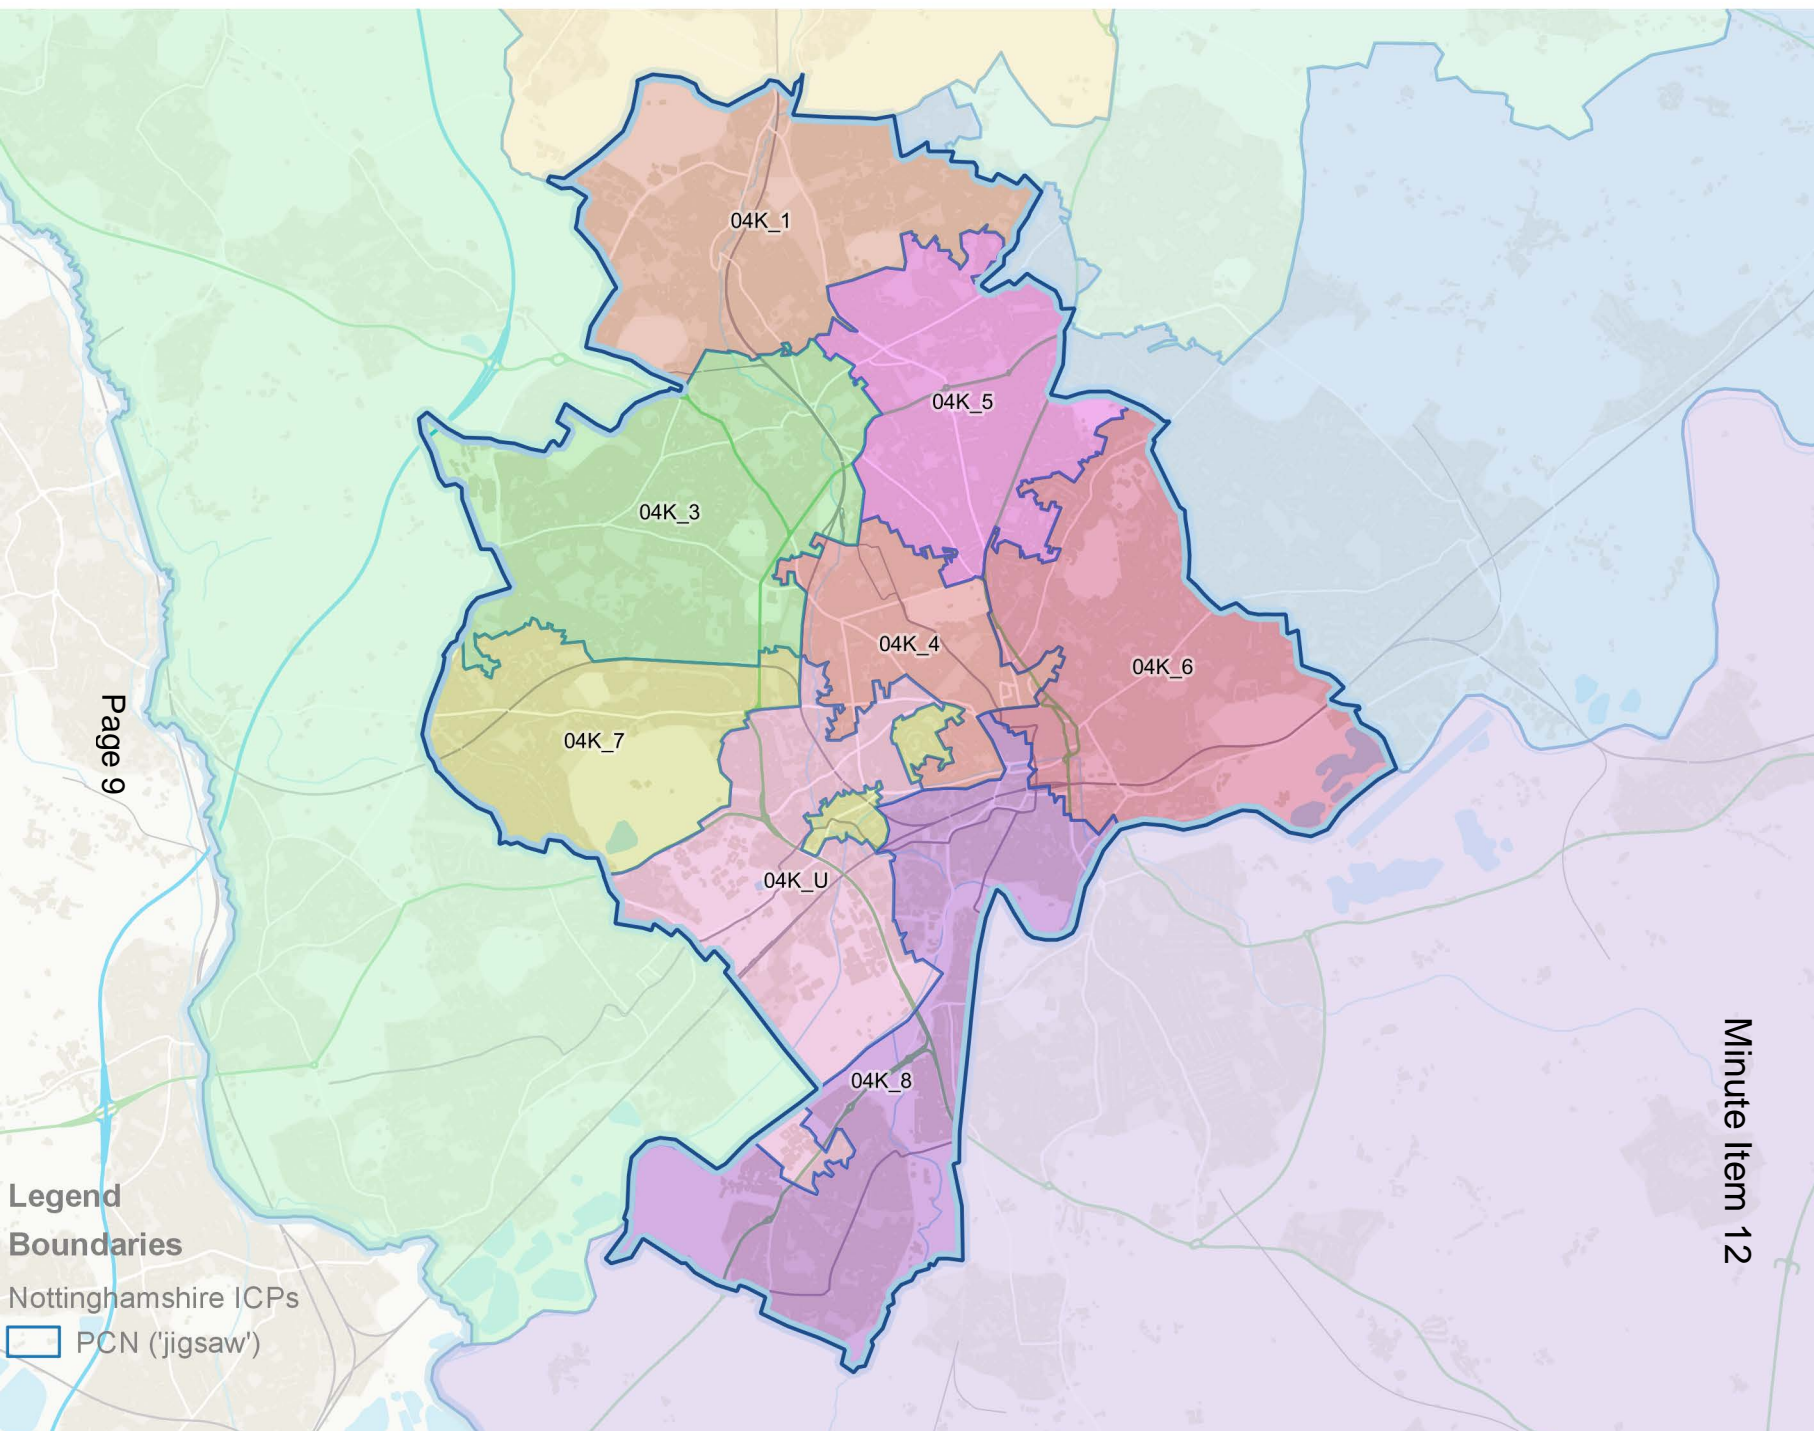 04K_1
04K_5
04K_3
04K_4
04K_6
04K_7
04K_U
04K_8
Page 9
Minute Item 12
Legend
Boundaries
Nottinghamshire ICPs
PCN ('jigsaw')